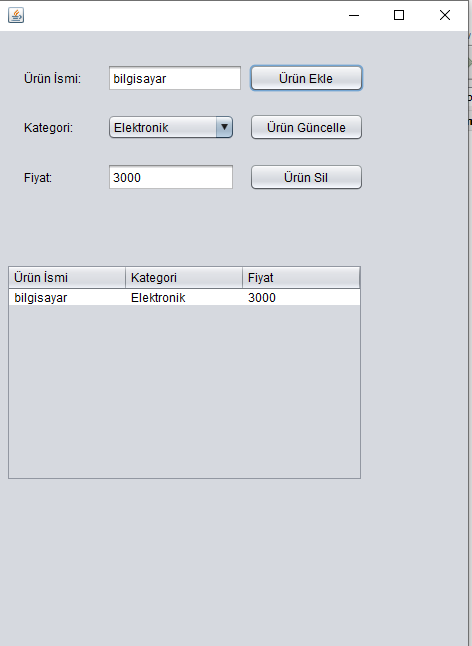 Ürün İsmi: bilgisayar Ürün Ekle
Kategori: Elektronik Ürün Güncelle
Fiyat: 3000 Ürün Sil
Ürün İsmi Kategori Fiyat
bilgisayar Elektronik 3000